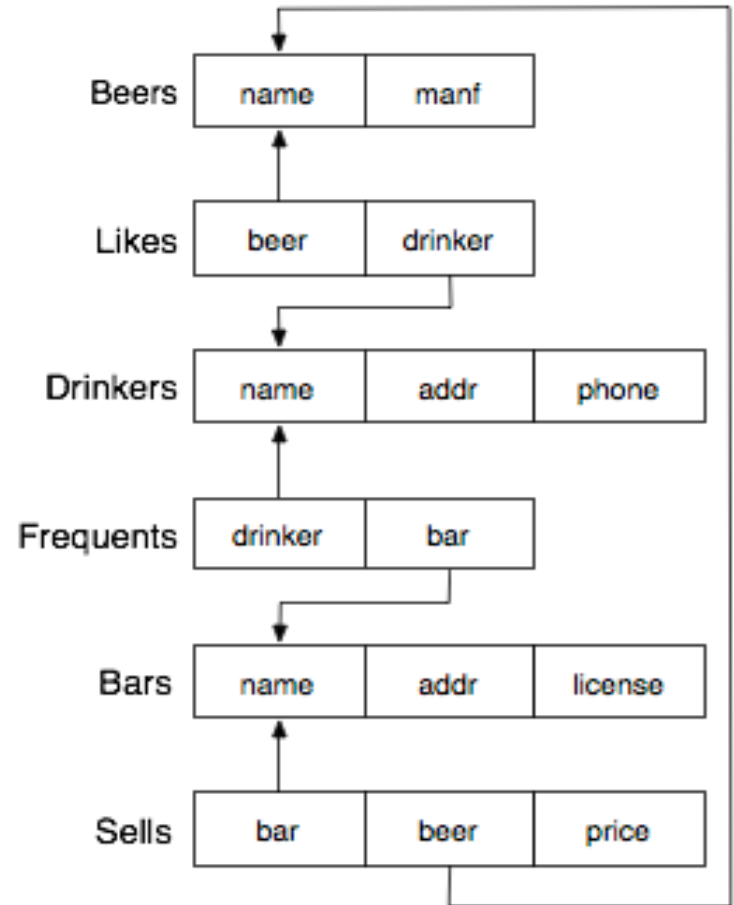 Beers name manf
Likes beer drinker
Drinkers name addr phone
Frequents drinker bar
Bars name addr license
Sells bar beer price